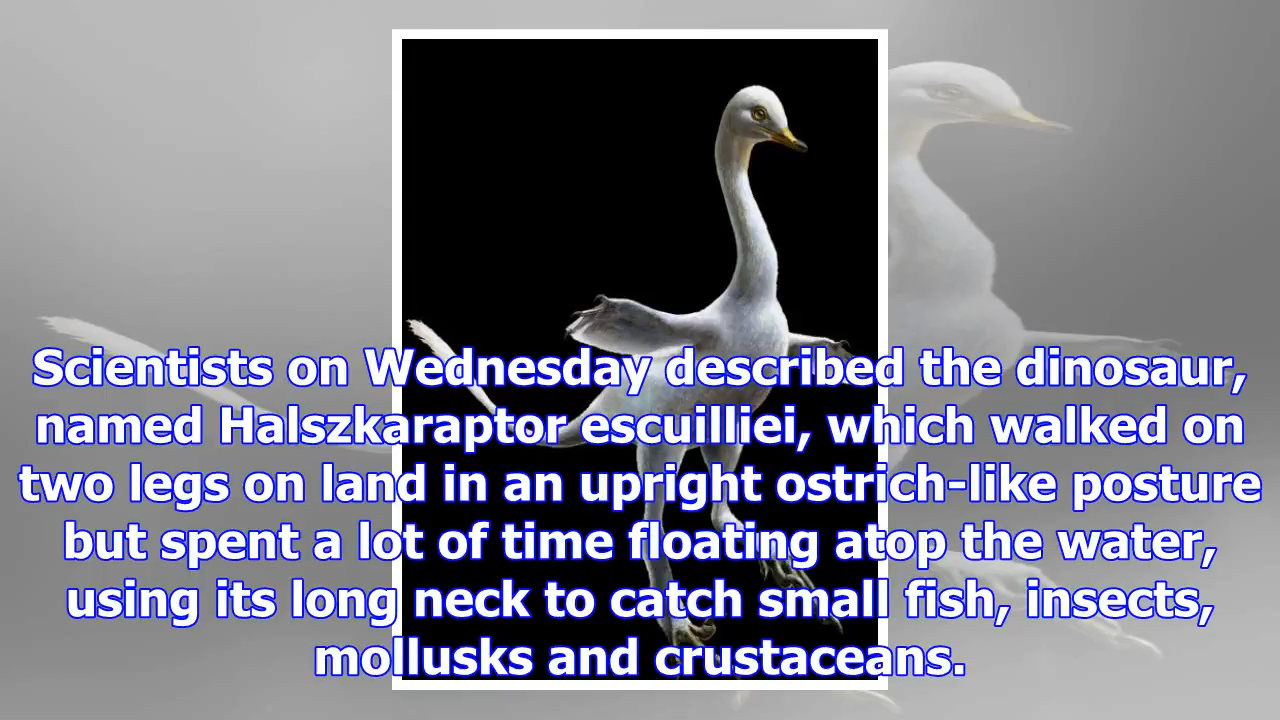 Scientists on Wednesday described the dinosaur,
named Halszkaraptor escuilliei, which walked on
two legs on land in an upright ostrich-like posture
but spent a lot of time floating atop the water,
using its long neck to catch small fish, insects,
mollusks and crustaceans.